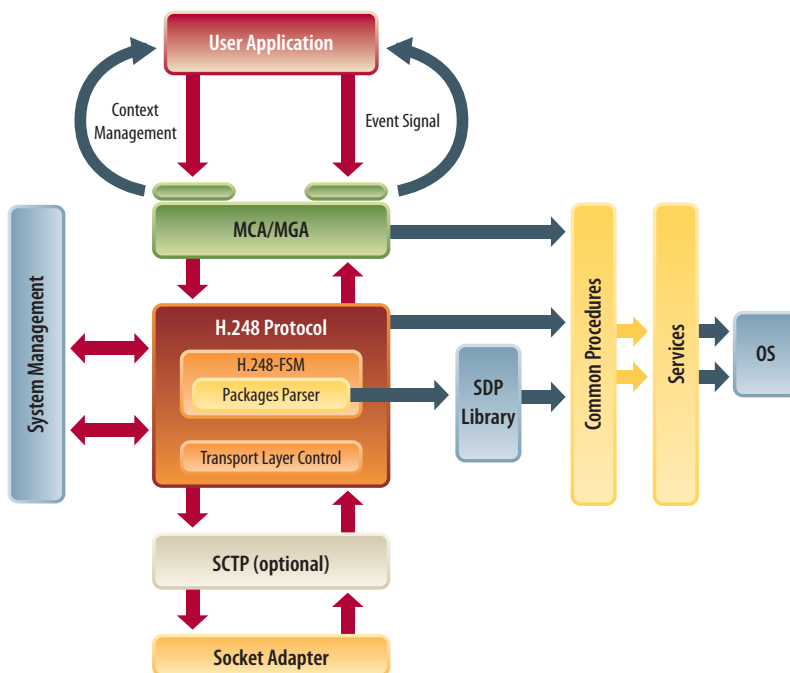 User Application
Context
Management
Event Signal
MCA/MGA
System Management
H.248 Protocol
H.248-FSM
Packages Parser
Transport Layer Control
SDP
Library
Common Procedures
Services
OS
SCTP (optional)
Socket Adapter